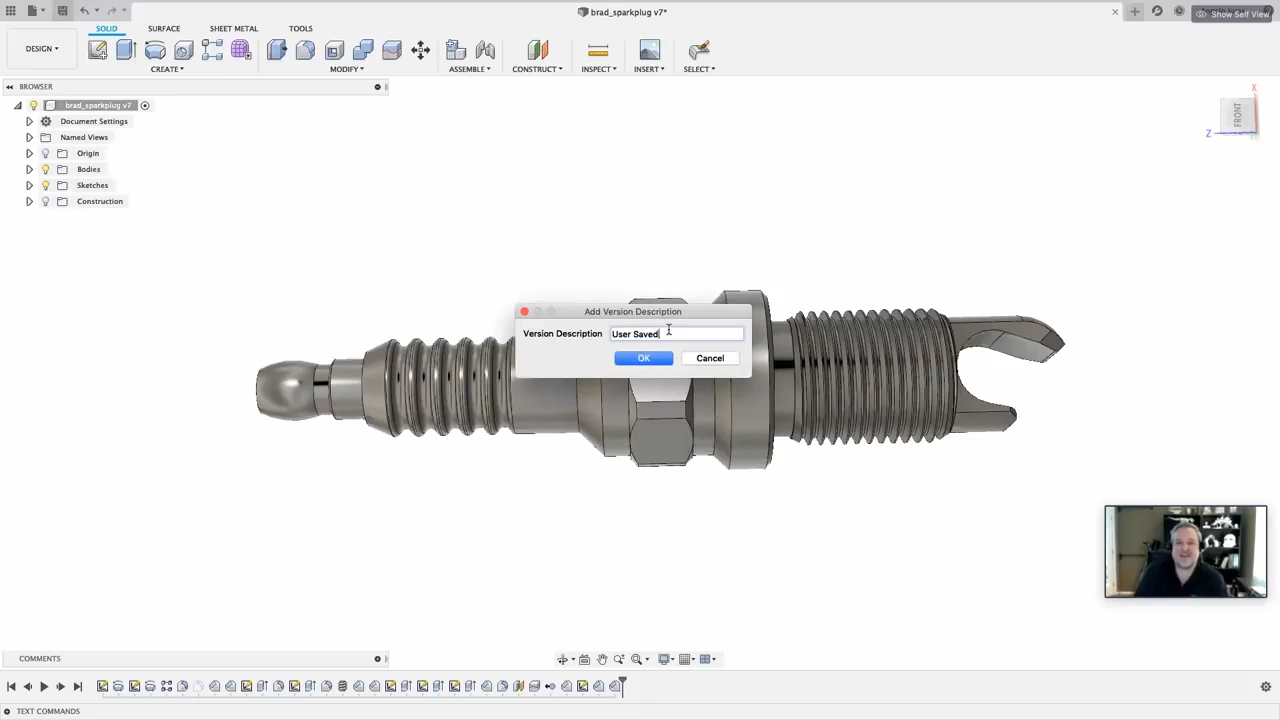 brad_sparkplug v7*
Show Self View
SOLID
SURFACE
SHEET METAL
TOOLS
DESIGN
CREATE
MODIFY
ASSEMBLE
CONSTRUCT
INSPECT
INSERT
SELECT
BROWSER
brad_sparkplug v7
Document Settings
Named Views
Origin
Bodies
Sketches
Construction
X
FRONT
Z
Add Version Description
Version Description
User Saved
OK
Cancel
COMMENTS
TEXT COMMANDS